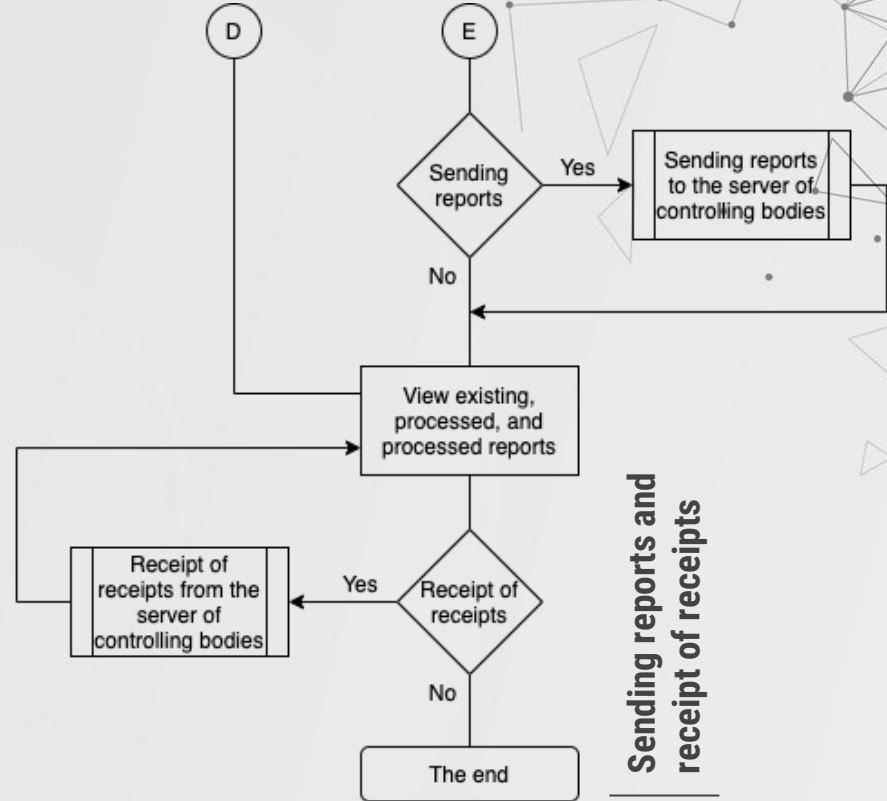 D
E
Sending
reports
Yes
Sending reports
to the server of
controlling bodies
No
View existing,
processed, and
processed reports
Receipt of
receipts from the
server of
controlling bodies
Yes
Receipt of
receipts
No
The end
Sending reports and
receipt of receipts